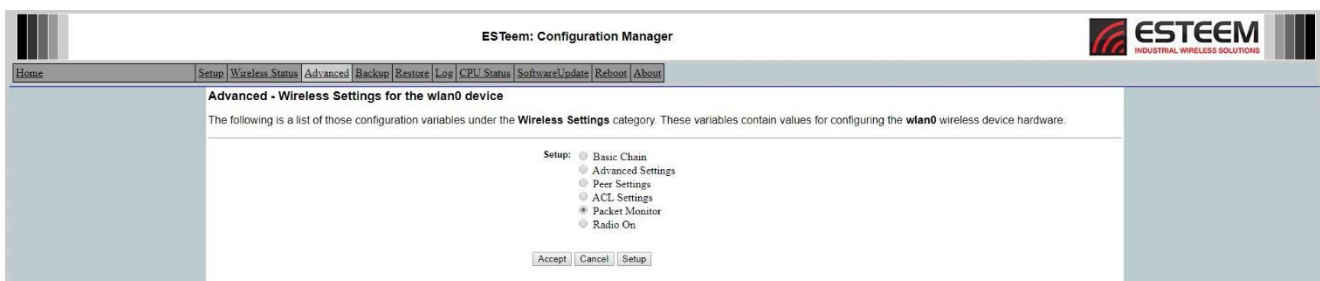 ESTeem: Configuration Manager
ESTEEM
INDUSTRIAL WIRELESS SOLUTIONS
Home Setup Wireless Status Advanced Backup Restore Log CPU Status SoftwareUpdate Reboot About
Advanced - Wireless Settings for the wlan0 device
The following is a list of those configuration variables under the Wireless Settings category. These variables contain values for configuring the wlan0 wireless device hardware.
Setup: Basic Chain
Advanced Settings
Peer Settings
ACL Settings
Packet Monitor
Radio On
Accept Cancel Setup